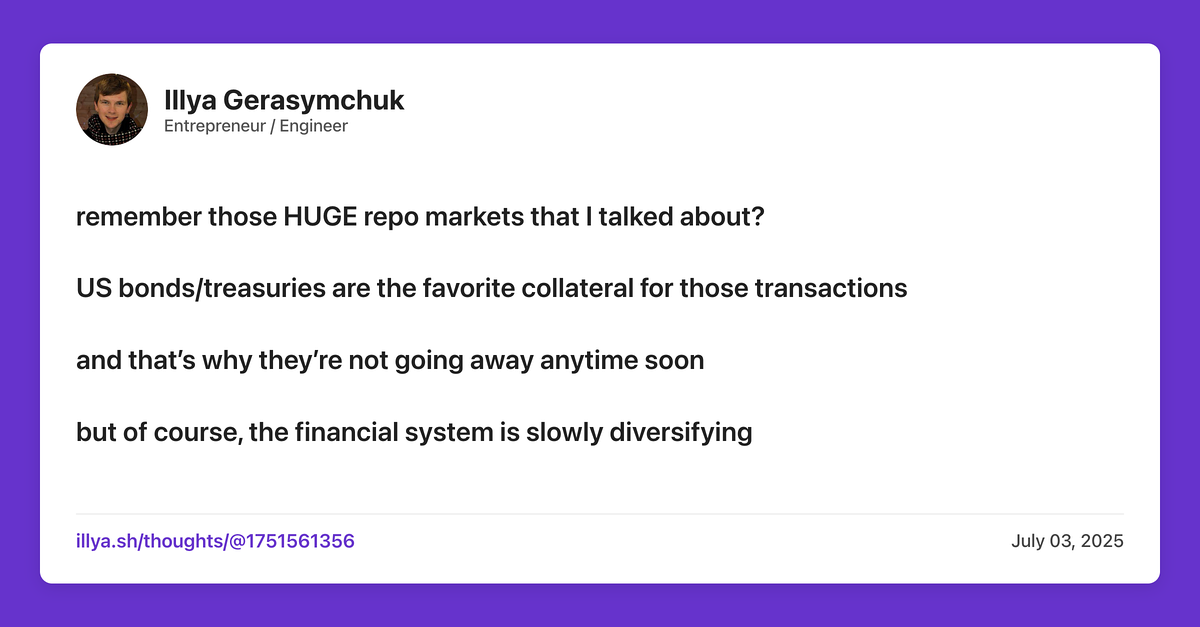 Illya Gerasymchuk
Entrepreneur / Engineer
remember those HUGE repo markets that I talked about?
US bonds/treasuries are the favorite collateral for those transactions
and that’s why they’re not going away anytime soon
but of course, the financial system is slowly diversifying
illya.sh/thoughts/@1751561356
July 03, 2025